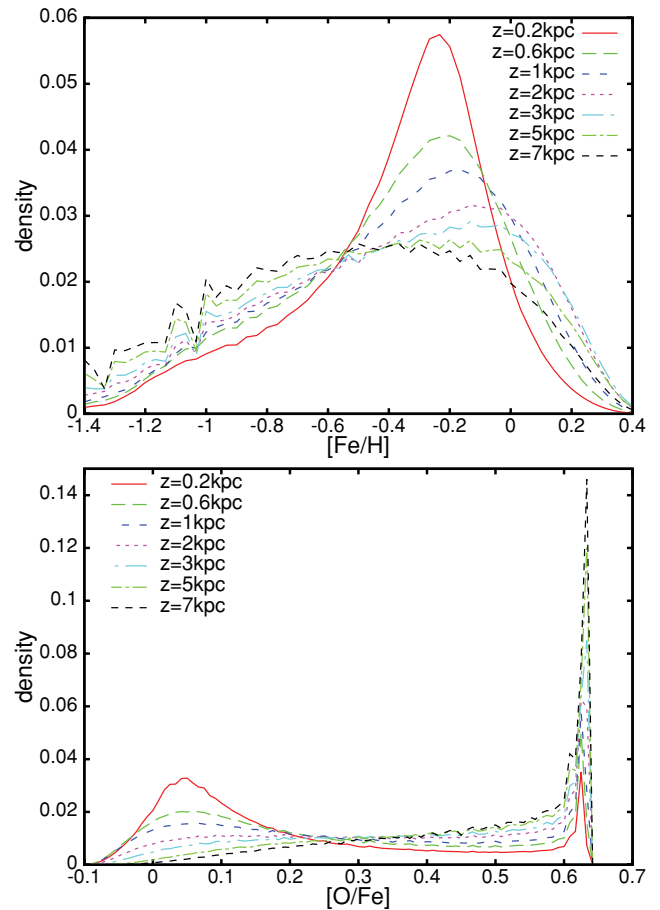 0.06
0.05
0.04
0.03
0.02
0.01
0
density
z=0.2kpc
z=0.6kpc
z=1kpc
z=2kpc
z=3kpc
z=5kpc
z=7kpc
-1.4 -1.2 -1 -0.8 -0.6 -0.4 -0.2 0 0.2 0.4
[Fe/H]
0.14
0.12
0.1
0.08
0.06
0.04
0.02
0
density
z=0.2kpc
z=0.6kpc
z=1kpc
z=2kpc
z=3kpc
z=5kpc
z=7kpc
-0.1 0 0.1 0.2 0.3 0.4 0.5 0.6 0.7
[O/Fe]